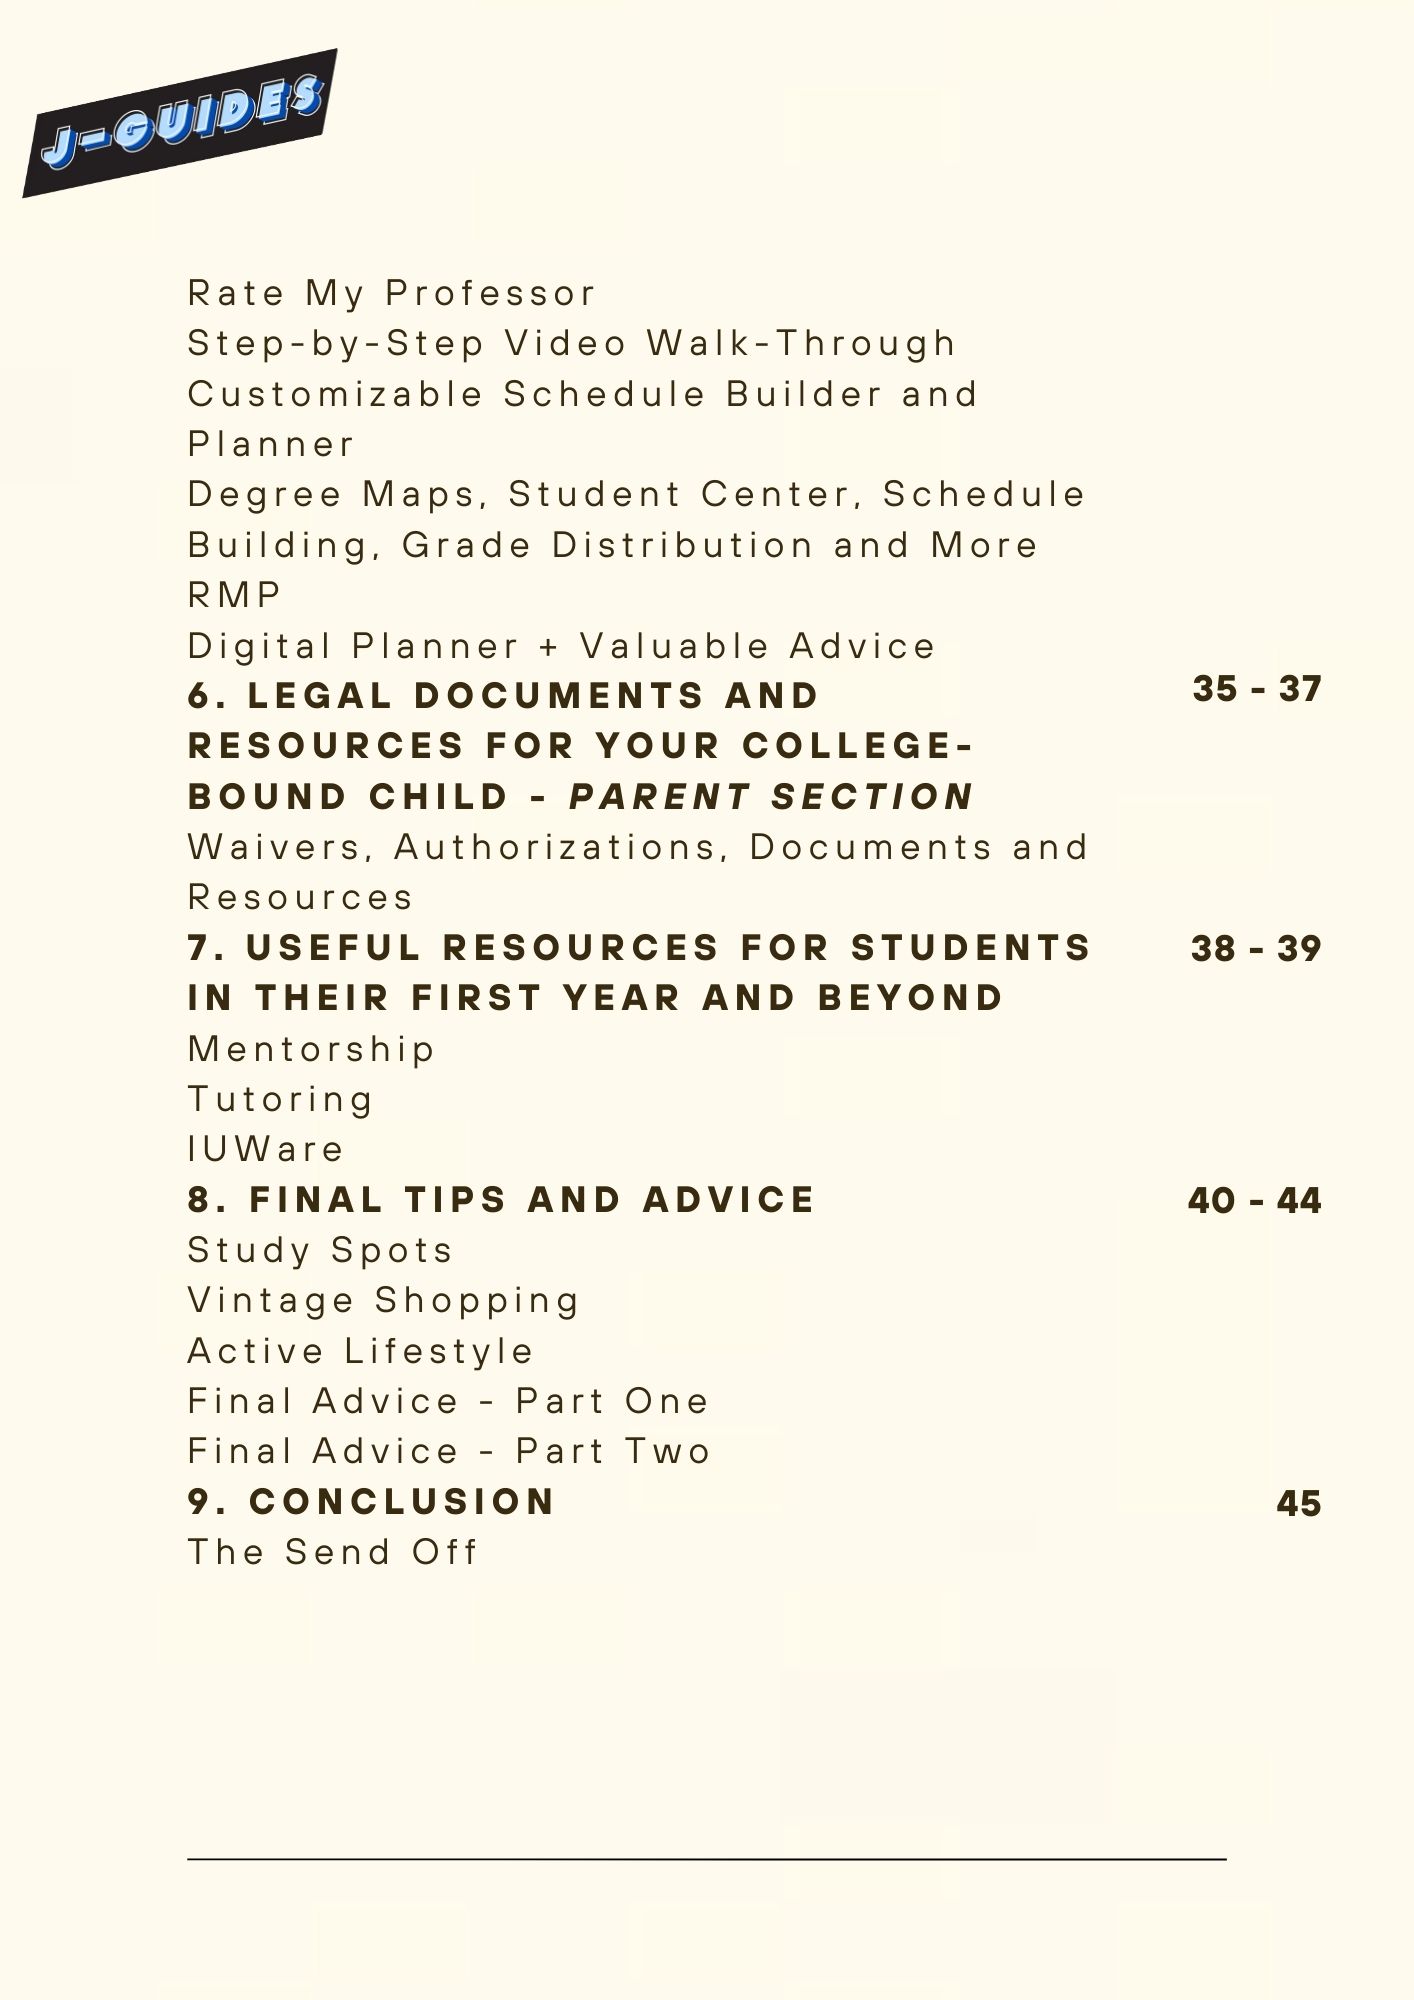 J-GUIDES
Rate My Professor
Step-by-Step Video Walk-Through
Customizable Schedule Builder and
Planner
Degree Maps, Student Center, Schedule
Building, Grade Distribution and More
RMP
Digital Planner + Valuable Advice
6. LEGAL DOCUMENTS AND 35 - 37
RESOURCES FOR YOUR COLLEGE-
BOUND CHILD - PARENT SECTION
Waivers, Authorizations, Documents and
Resources
7. USEFUL RESOURCES FOR STUDENTS 38 - 39
IN THEIR FIRST YEAR AND BEYOND
Mentorship
Tutoring
IUWare
8. FINAL TIPS AND ADVICE 40 - 44
Study Spots
Vintage Shopping
Active Lifestyle
Final Advice - Part One
Final Advice - Part Two
9. CONCLUSION 45
The Send Off